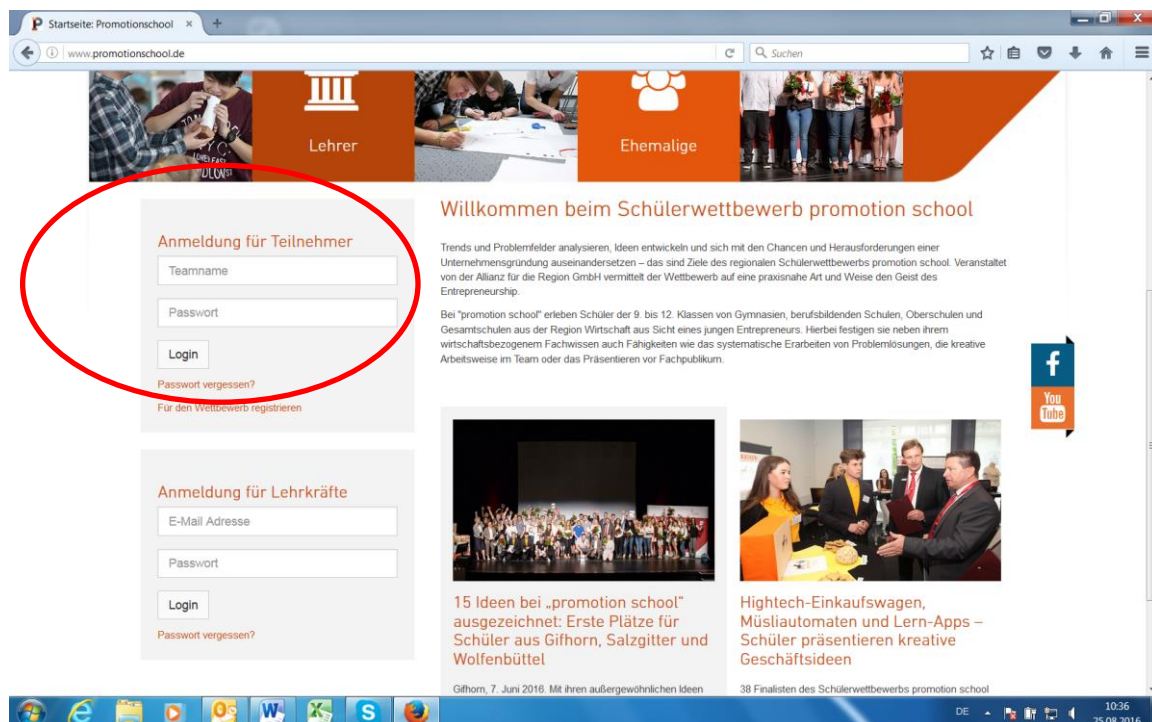 Startseite: Promotionschool
www.promotionschool.de
Suchen
Lehrer
Ehemalige
Anmeldung für Teilnehmer
Teamname
Passwort
Login
Passwort vergessen?
Für den Wettbewerb registrieren
Anmeldung für Lehrkräfte
E-Mail Adresse
Passwort
Login
Passwort vergessen?
Willkommen beim Schülerwettbewerb promotion school
Trends und Problemfelder analysieren, Ideen entwickeln und sich mit den Chancen und Herausforderungen einer
Unternehmensgründung auseinandersetzen – das sind Ziele des regionalen Schülerwettbewerbs promotion school. Veranstaltet
von der Allianz für die Region GmbH vermittelt der Wettbewerb auf eine praxisnahe Art und Weise den Geist des
Entrepreneurship.
Bei "promotion school" erleben Schüler der 9. bis 12. Klassen von Gymnasien, berufsbildenden Schulen, Oberschulen und
Gesamtschulen aus der Region Wirtschaft aus Sicht eines jungen Entrepreneurs. Hierbei festigen sie neben ihrem
wirtschaftsbezogenem Fachwissen auch Fähigkeiten wie das systematische Erarbeiten von Problemlösungen, die kreative
Arbeitsweise im Team oder das Präsentieren vor Fachpublikum.
You
Tube
15 Ideen bei „promotion school“
ausgezeichnet: Erste Plätze für
Schüler aus Gifhorn, Salzgitter und
Wolfenbüttel
Gifhorn, 7. Juni 2016. Mit ihren außergewöhnlichen Ideen
Hightech-Einkaufswagen,
Müsliautomaten und Lern-Apps –
Schüler präsentieren kreative
Geschäftsideen
38 Finalisten des Schülerwettbewerbs promotion school
DE
10:36
25.08.2016